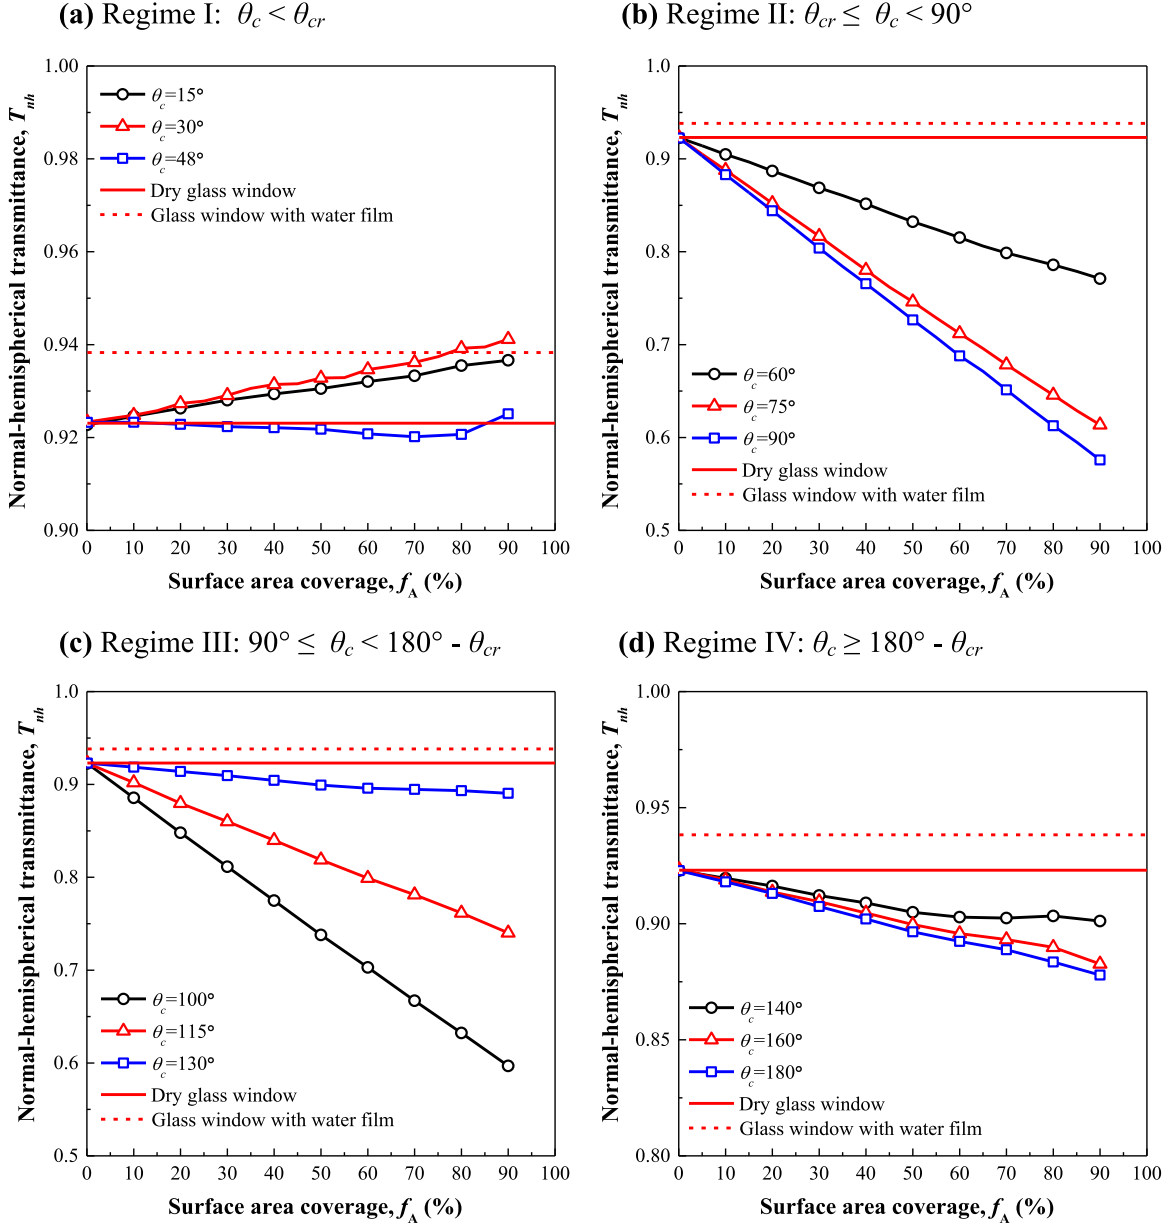 (a) Regime I: θc < θcr
Normal-hemispherical transmittance, Tnh
1.00
0.98
0.96
0.94
0.92
0.90
θc=15°
θc=30°
θc=48°
Dry glass window
Glass window with water film
0 10 20 30 40 50 60 70 80 90 100
Surface area coverage, fA (%)
(b) Regime II: θcr ≤ θc < 90°
Normal-hemispherical transmittance, Tnh
1.0
0.9
0.8
0.7
0.6
0.5
θc=60°
θc=75°
θc=90°
Dry glass window
Glass window with water film
0 10 20 30 40 50 60 70 80 90 100
Surface area coverage, fA (%)
(c) Regime III: 90° ≤ θc < 180° - θcr
Normal-hemispherical transmittance, Tnh
1.0
0.9
0.8
0.7
0.6
0.5
θc=100°
θc=115°
θc=130°
Dry glass window
Glass window with water film
0 10 20 30 40 50 60 70 80 90 100
Surface area coverage, fA (%)
(d) Regime IV: θc ≥ 180° - θcr
Normal-hemispherical transmittance, Tnh
1.00
0.95
0.90
0.85
0.80
θc=140°
θc=160°
θc=180°
Dry glass window
Glass window with water film
0 10 20 30 40 50 60 70 80 90 100
Surface area coverage, fA (%)